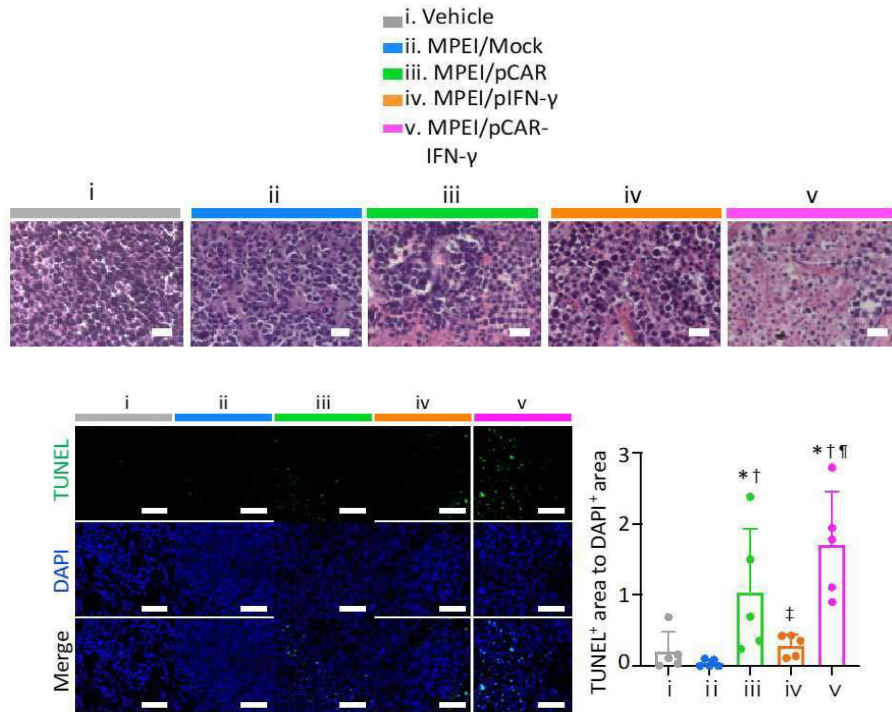 i. Vehicle
ii. MPEI/Mock
iii. MPEI/pCAR
iv. MPEI/pIFN-γ
v. MPEI/pCAR-
IFN-γ
i ii iii iv v
i ii iii iv v
TUNEL
DAPI
Merge
TUNEL⁺ area to DAPI⁺ area
3
2
1
0
*† ‡ *†¶
i ii iii iv v